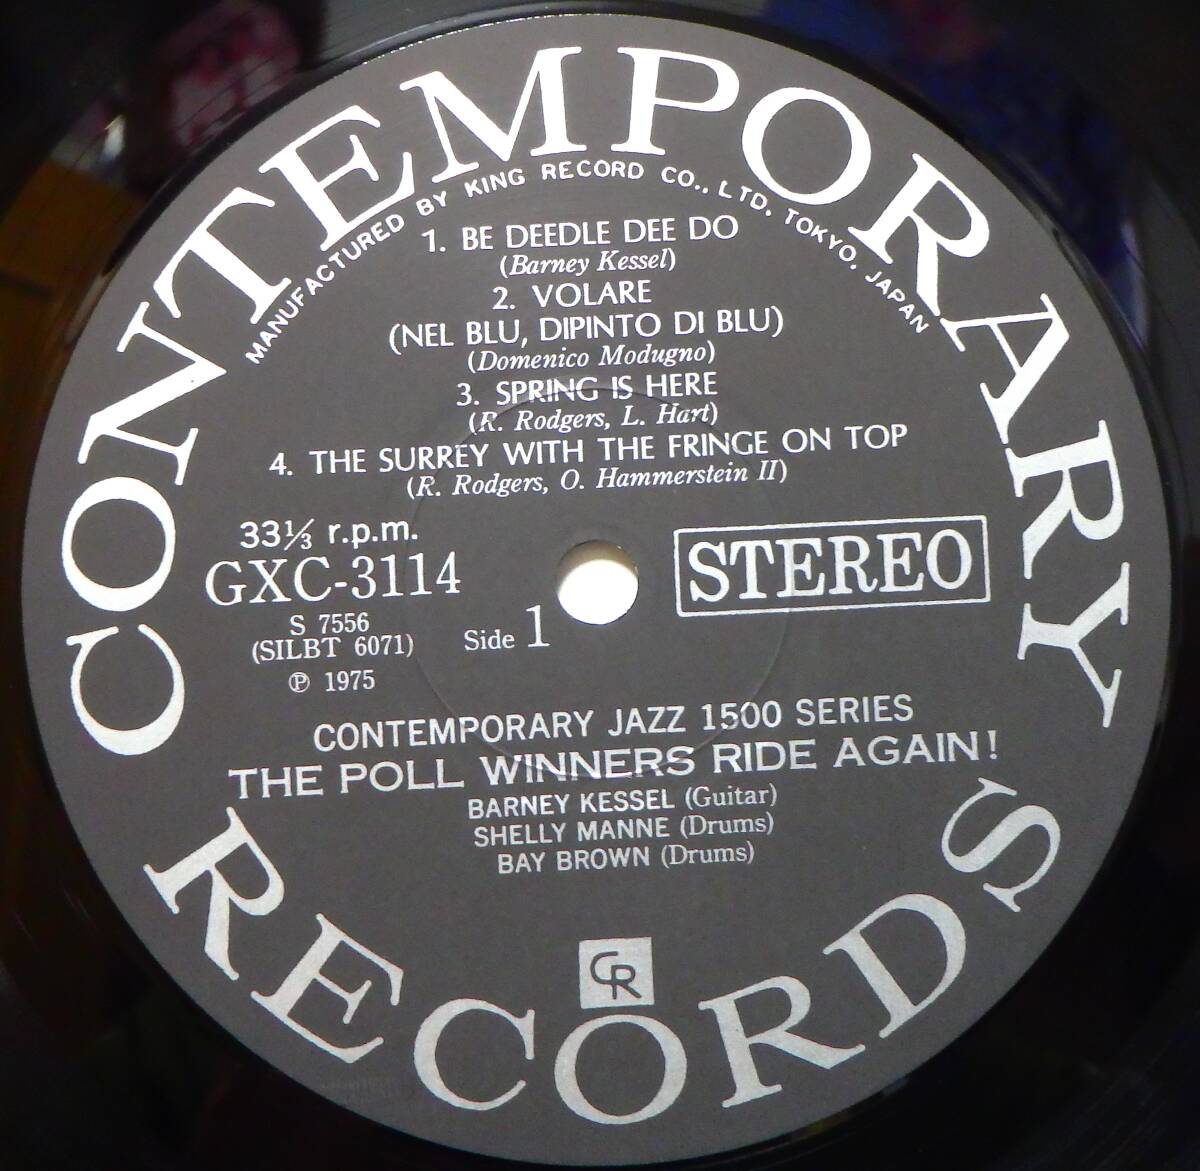 CONTEMPORARY
MANUFACTURED BY KING RECORD CO., LTD. TOKYO. JAPAN
1. BE DEEDLE DEE DO
(Barney Kessel)
2. VOLARE
(NEL BLU, DIPINTO DI BLU)
(Domenico Modugno)
3. SPRING IS HERE
(R. Rodgers, L. Hart)
4. THE SURREY WITH THE FRINGE ON TOP
(R. Rodgers, O. Hammerstein II)
33⅓ r.p.m.
GXC-3114
S 7556
(SILBT 6071)
℗ 1975
Side 1
STEREO
CONTEMPORARY JAZZ 1500 SERIES
THE POLL WINNERS RIDE AGAIN!
BARNEY KESSEL (Guitar)
SHELLY MANNE (Drums)
BAY BROWN (Drums)
CR
RECORDS